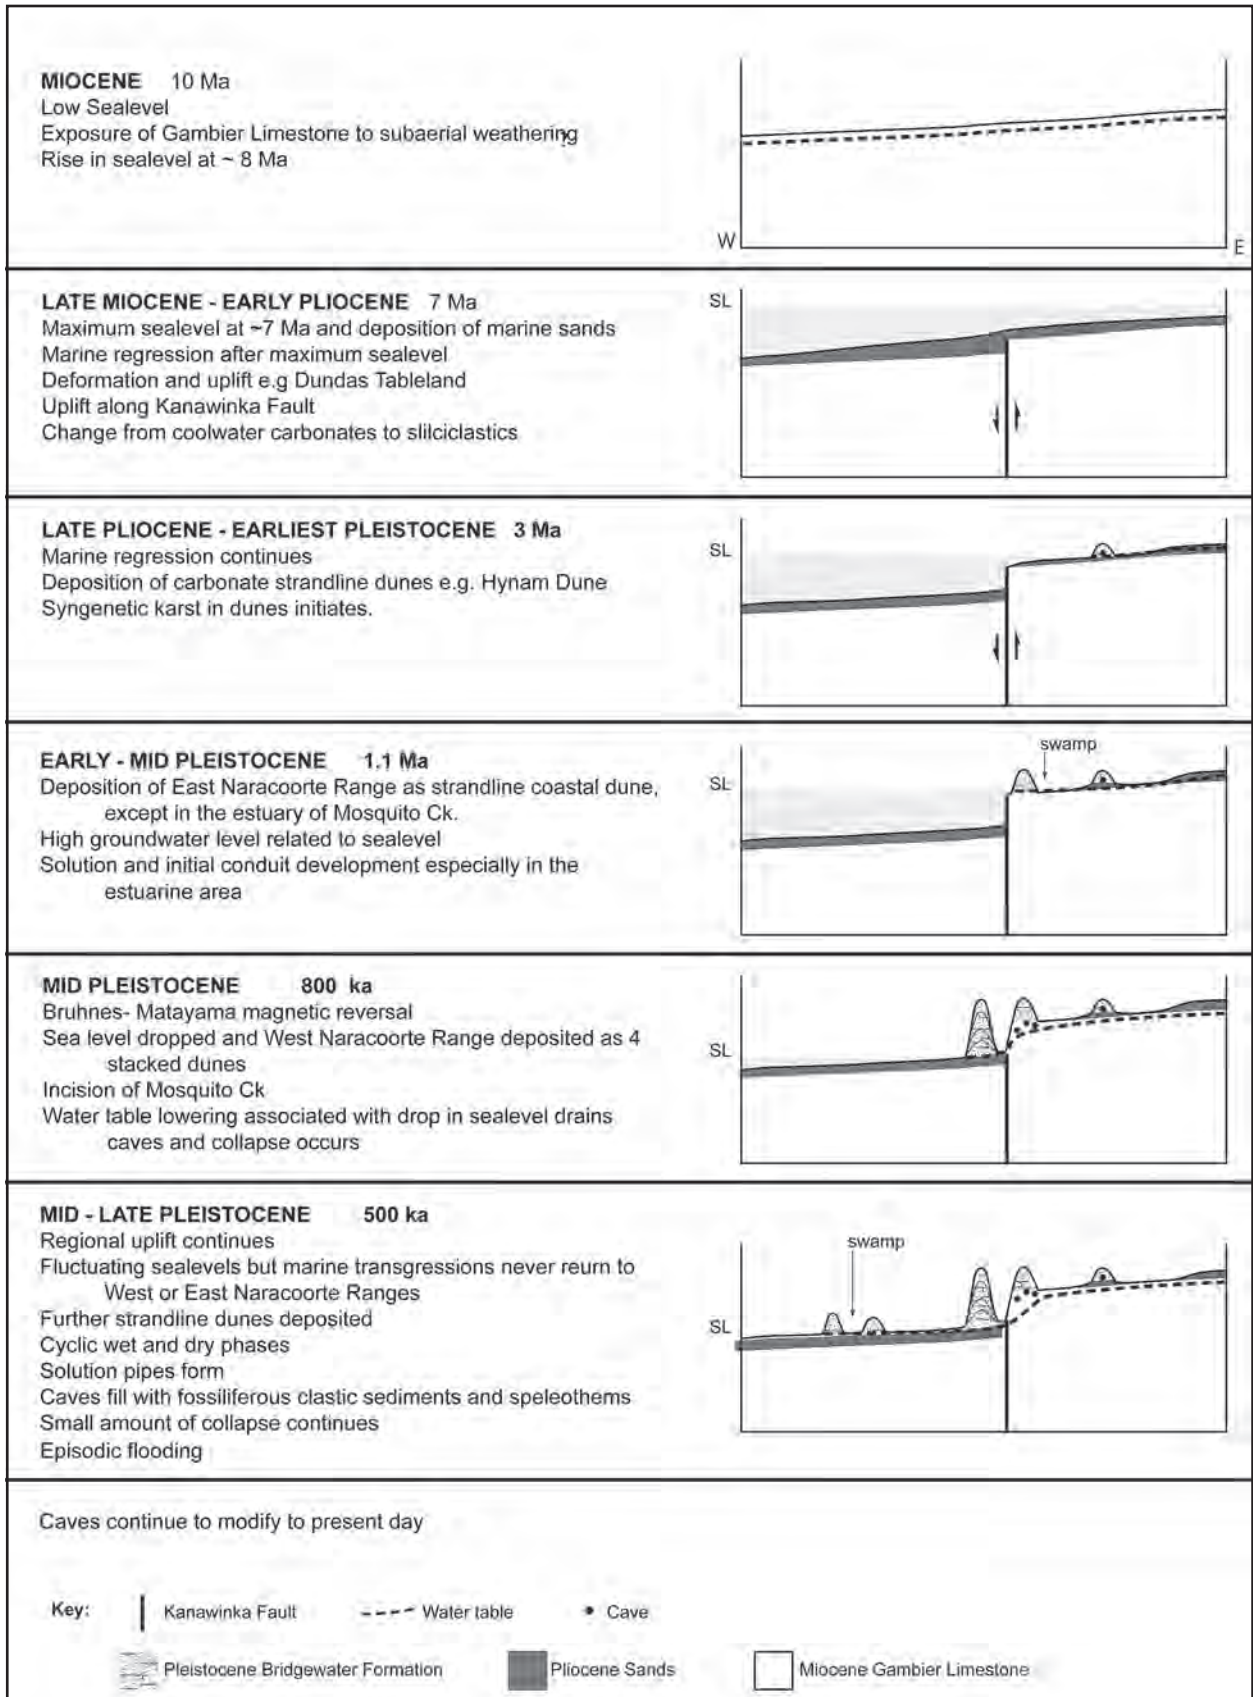 MIOCENE 10 Ma
Low Sealevel
Exposure of Gambier Limestone to subaerial weathering
Rise in sealevel at ~ 8 Ma
W
E
LATE MIOCENE - EARLY PLIOCENE 7 Ma
Maximum sealevel at ~7 Ma and deposition of marine sands
Marine regression after maximum sealevel
Deformation and uplift e.g Dundas Tableland
Uplift along Kanawinka Fault
Change from coolwater carbonates to slilciclastics
SL
LATE PLIOCENE - EARLIEST PLEISTOCENE 3 Ma
Marine regression continues
Deposition of carbonate strandline dunes e.g. Hynam Dune
Syngenetic karst in dunes initiates.
SL
EARLY - MID PLEISTOCENE 1.1 Ma
Deposition of East Naracoorte Range as strandline coastal dune,
except in the estuary of Mosquito Ck.
High groundwater level related to sealevel
Solution and initial conduit development especially in the
estuarine area
swamp
SL
MID PLEISTOCENE 800 ka
Bruhnes- Matayama magnetic reversal
Sea level dropped and West Naracoorte Range deposited as 4
stacked dunes
Incision of Mosquito Ck
Water table lowering associated with drop in sealevel drains
caves and collapse occurs
SL
MID - LATE PLEISTOCENE 500 ka
Regional uplift continues
Fluctuating sealevels but marine transgressions never reurn to
West or East Naracoorte Ranges
Further strandline dunes deposited
Cyclic wet and dry phases
Solution pipes form
Caves fill with fossiliferous clastic sediments and speleothems
Small amount of collapse continues
Episodic flooding
swamp
SL
Caves continue to modify to present day
Key: Kanawinka Fault Water table Cave
Pleistocene Bridgewater Formation Pliocene Sands Miocene Gambier Limestone